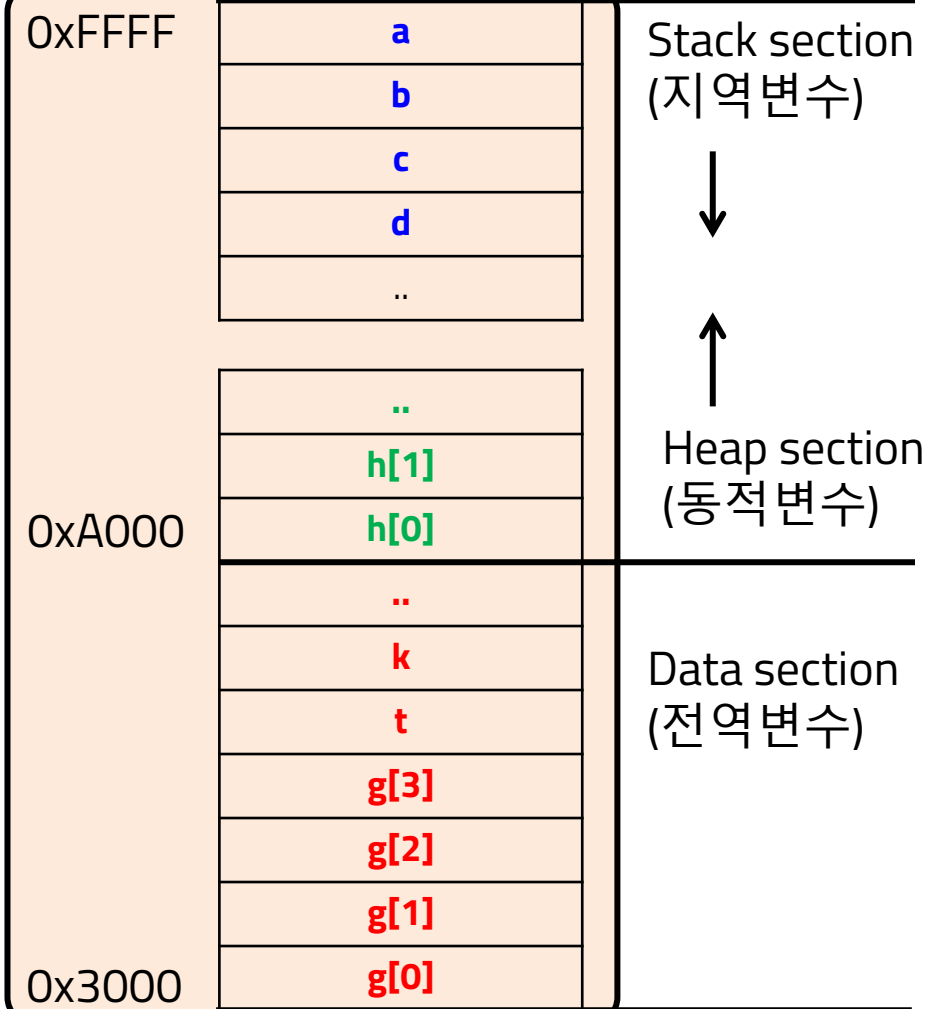 0xFFFF
a
Stack section
(지역변수)
b
c
d
..
..
h[1]
Heap section
(동적변수)
0xA000
h[0]
..
k
Data section
(전역변수)
t
g[3]
g[2]
g[1]
0x3000
g[0]